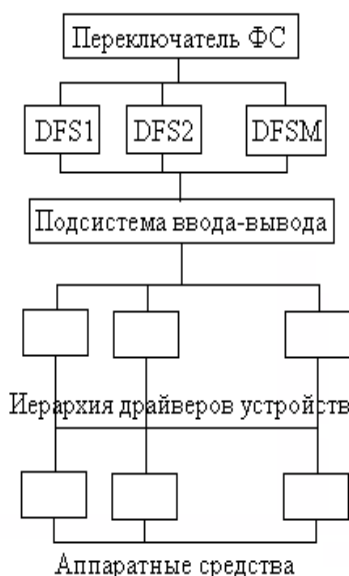 Переключатель ФС
DFS1 DFS2 DFSM
Подсистема ввода-вывода
Иерархия драйверов устройств
Аппаратные средства